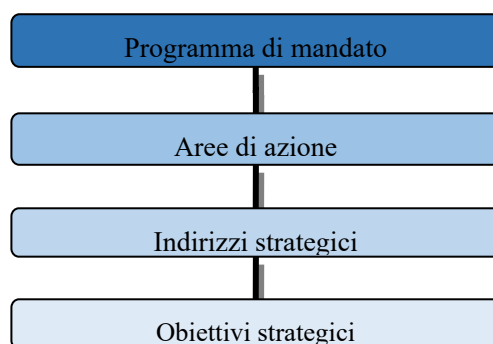 Programma di mandato
Aree di azione
Indirizzi strategici
Obiettivi strategici